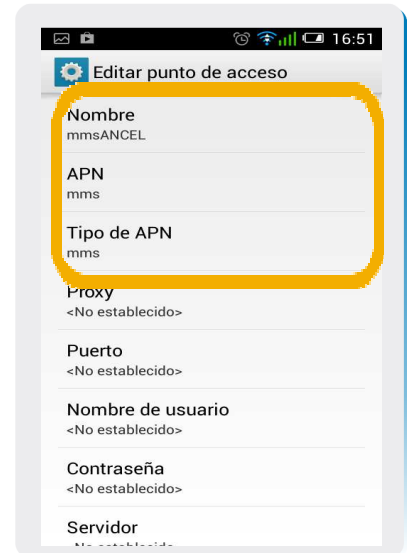 16:51
Editar punto de acceso
Nombre
mmsANCEL
APN
mms
Tipo de APN
mms
Proxy
<No establecido>
Puerto
<No establecido>
Nombre de usuario
<No establecido>
Contraseña
<No establecido>
Servidor